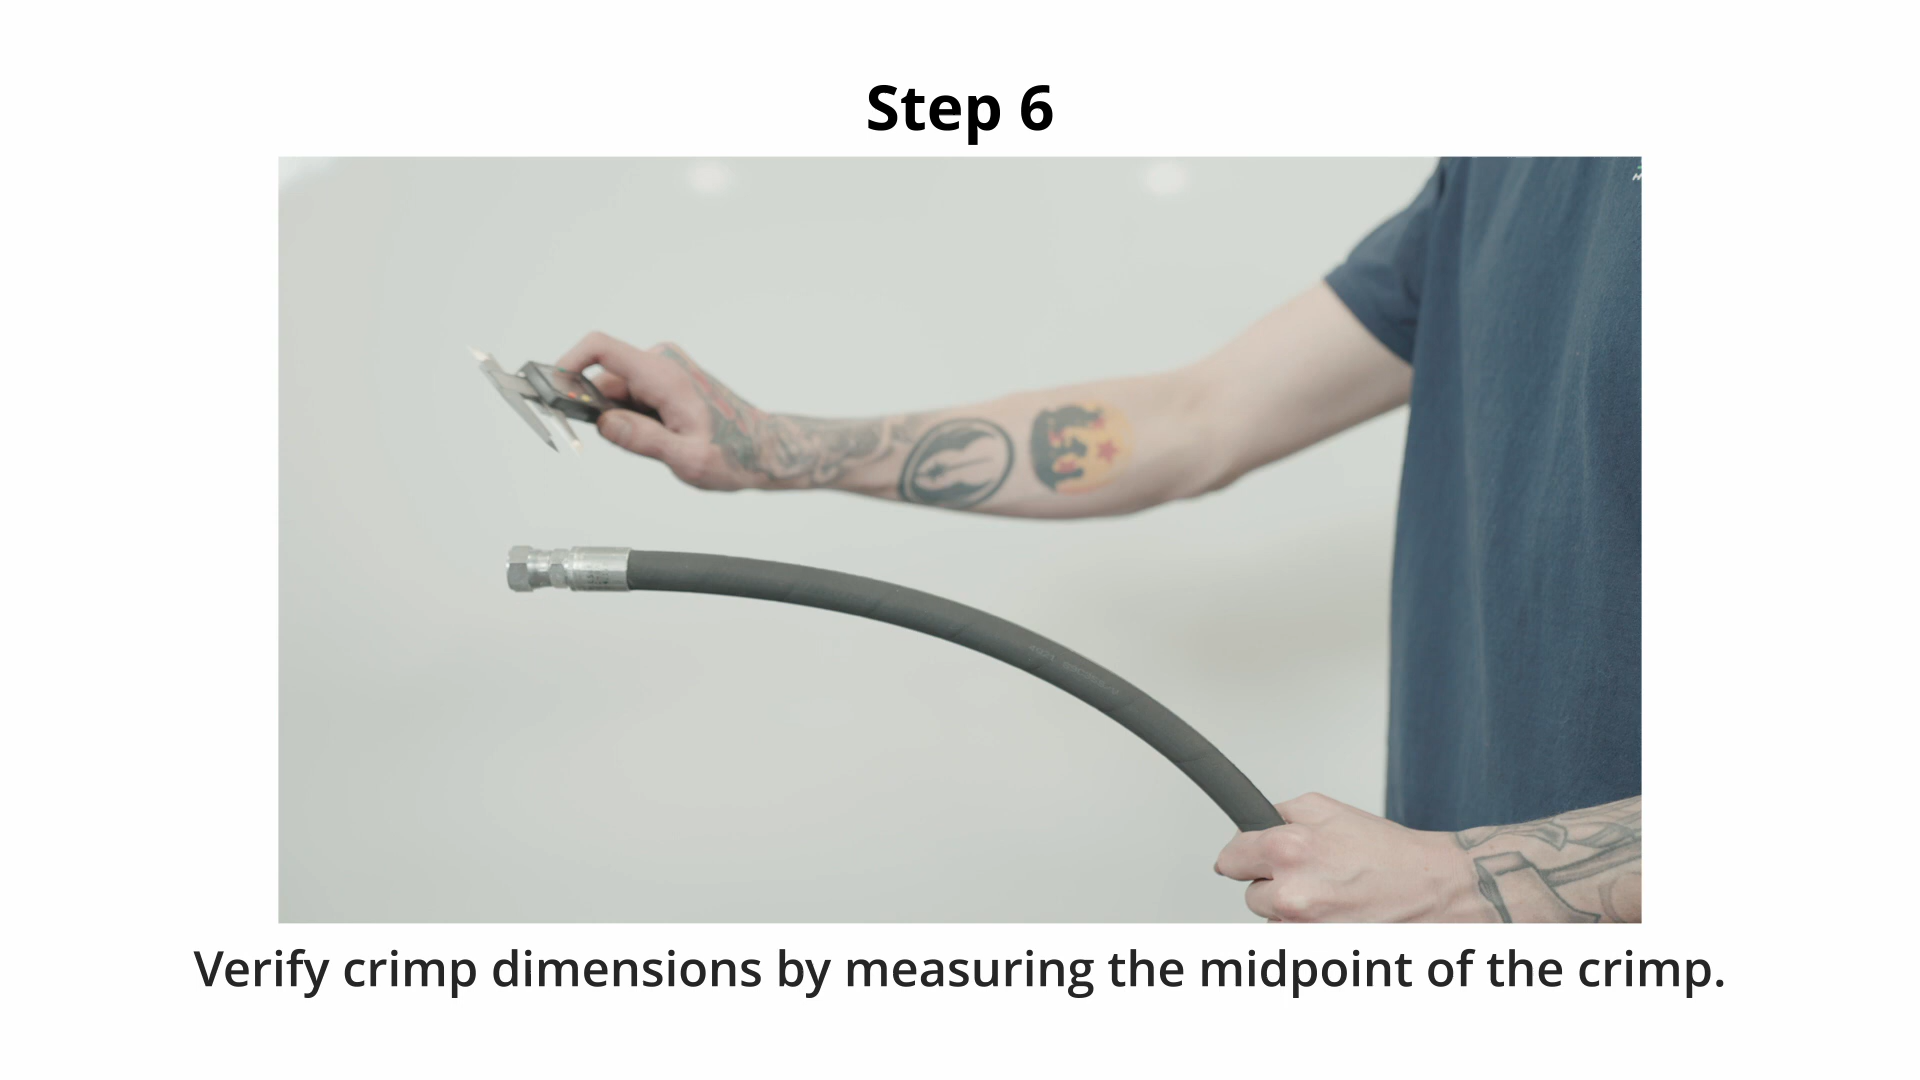 Step 6
Verify crimp dimensions by measuring the midpoint of the crimp.